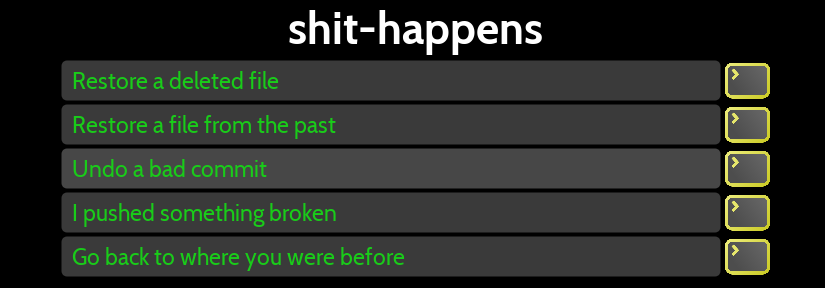 shit-happens
Restore a deleted file
Restore a file from the past
Undo a bad commit
I pushed something broken
Go back to where you were before